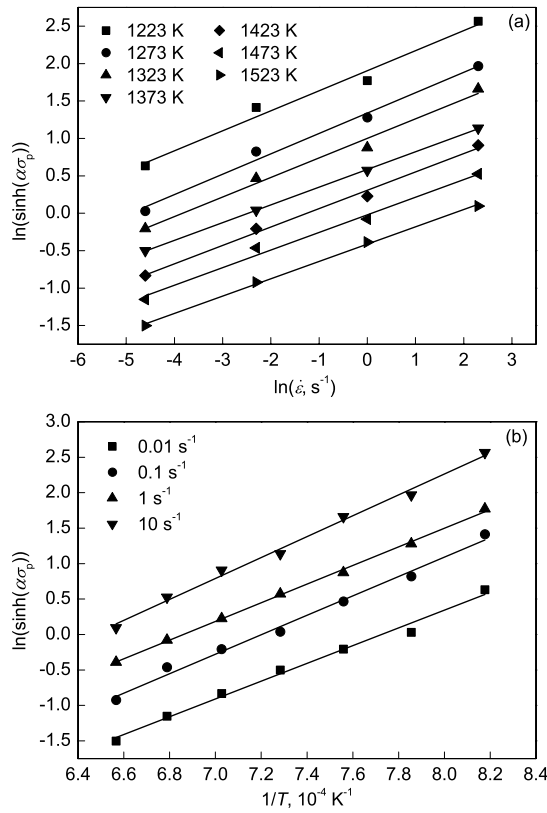 (a)
1223 K 1423 K
1273 K 1473 K
1323 K 1523 K
1373 K
2.5
2.0
1.5
1.0
0.5
0.0
-0.5
-1.0
-1.5
ln(sinh(ασp))
-6 -5 -4 -3 -2 -1 0 1 2 3
ln(ε̇, s⁻¹)
(b)
0.01 s⁻¹
0.1 s⁻¹
1 s⁻¹
10 s⁻¹
3.0
2.5
2.0
1.5
1.0
0.5
0.0
-0.5
-1.0
-1.5
ln(sinh(ασp))
6.4 6.6 6.8 7.0 7.2 7.4 7.6 7.8 8.0 8.2 8.4
1/T, 10⁻⁴ K⁻¹